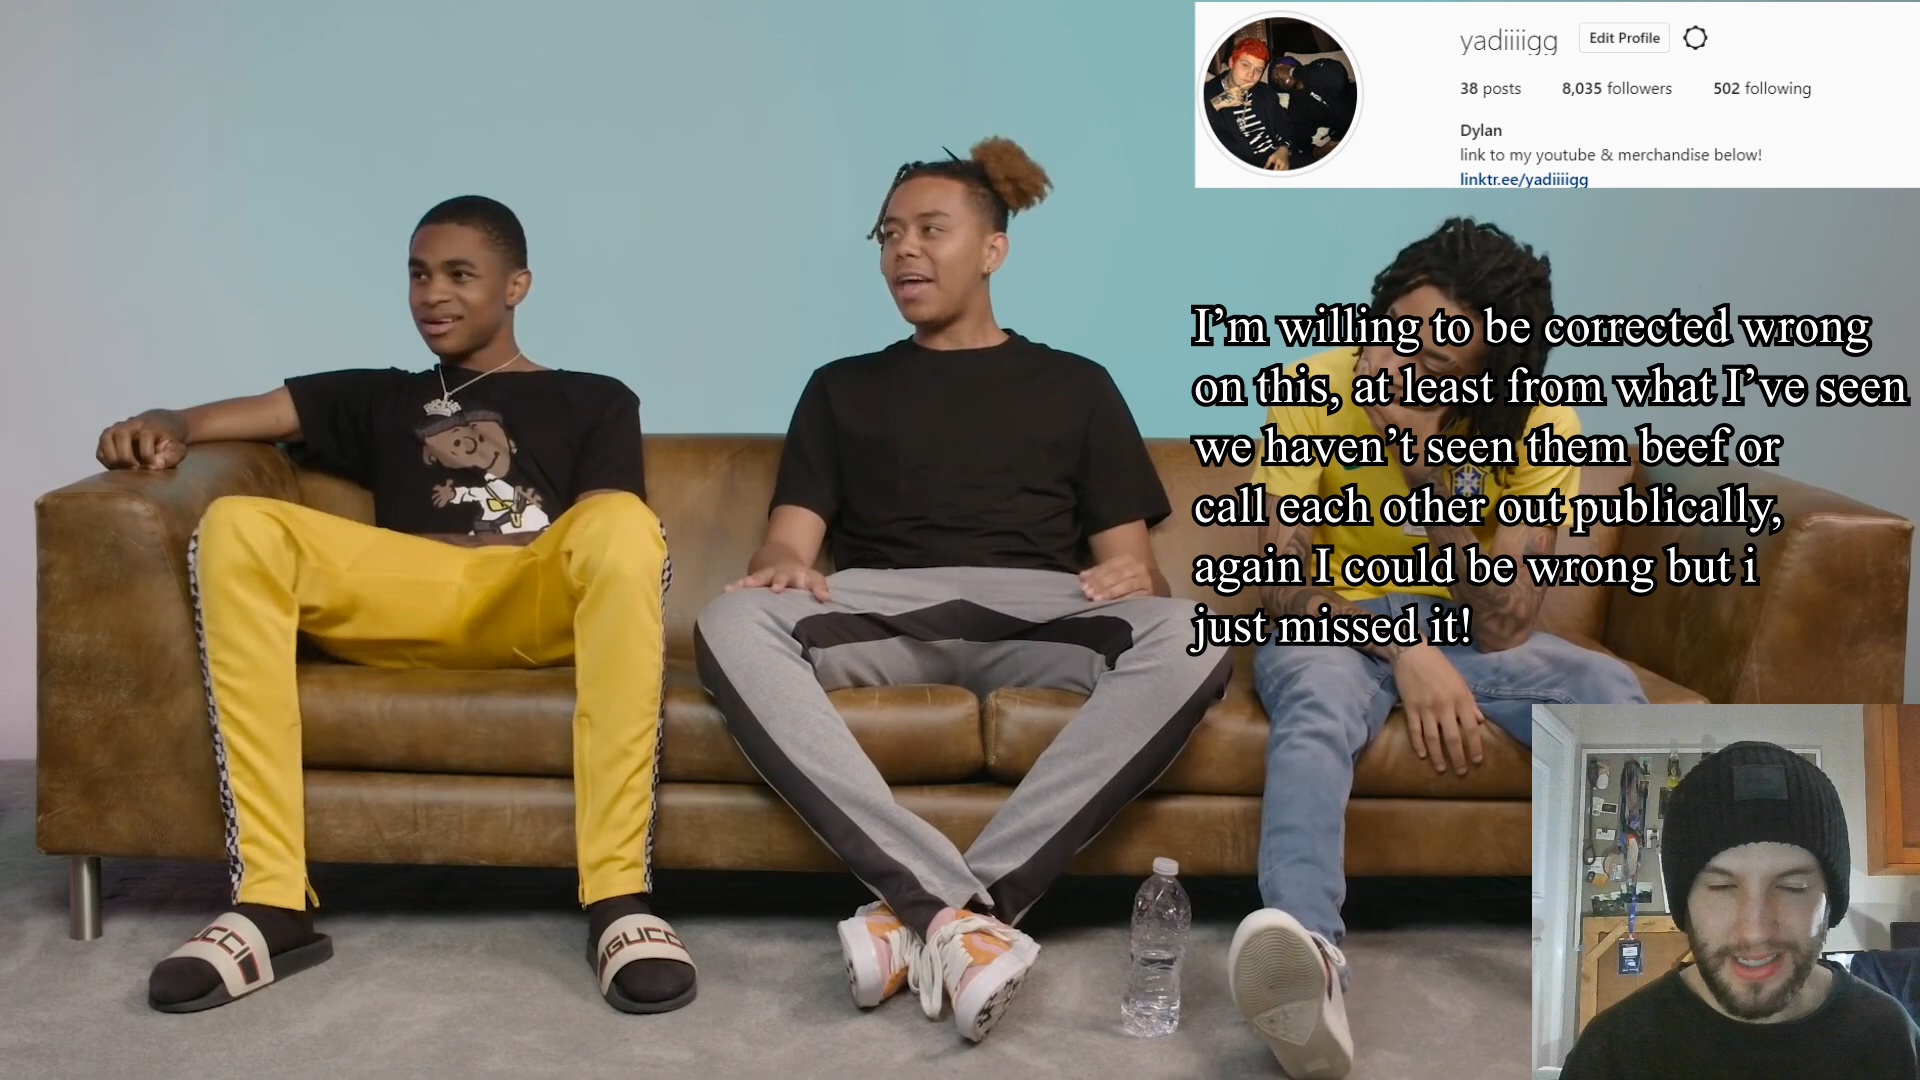 yadiiiigg Edit Profile
38 posts 8,035 followers 502 following
Dylan
link to my youtube & merchandise below!
linktr.ee/yadiiiigg
I'm willing to be corrected wrong
on this, at least from what I've seen
we haven't seen them beef or
call each other out publically,
again I could be wrong but i
just missed it!
GUCCI